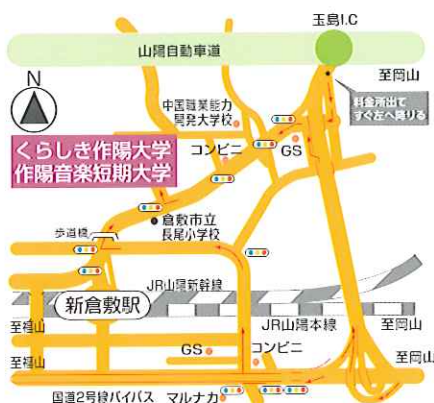 玉島I.C
山陽自動車道
至岡山
N
料金所出て
すぐ左へ降りる
中国職業能力
開発大学校
くらしき作陽大学
作陽音楽短期大学
コンビニ
GS
倉敷市立
長尾小学校
歩道橋
JR山陽新幹線
新倉敷駅
至福山
JR山陽本線
至岡山
GS
コンビニ
至岡山
至福山
国道2号線バイパス
マルナカ